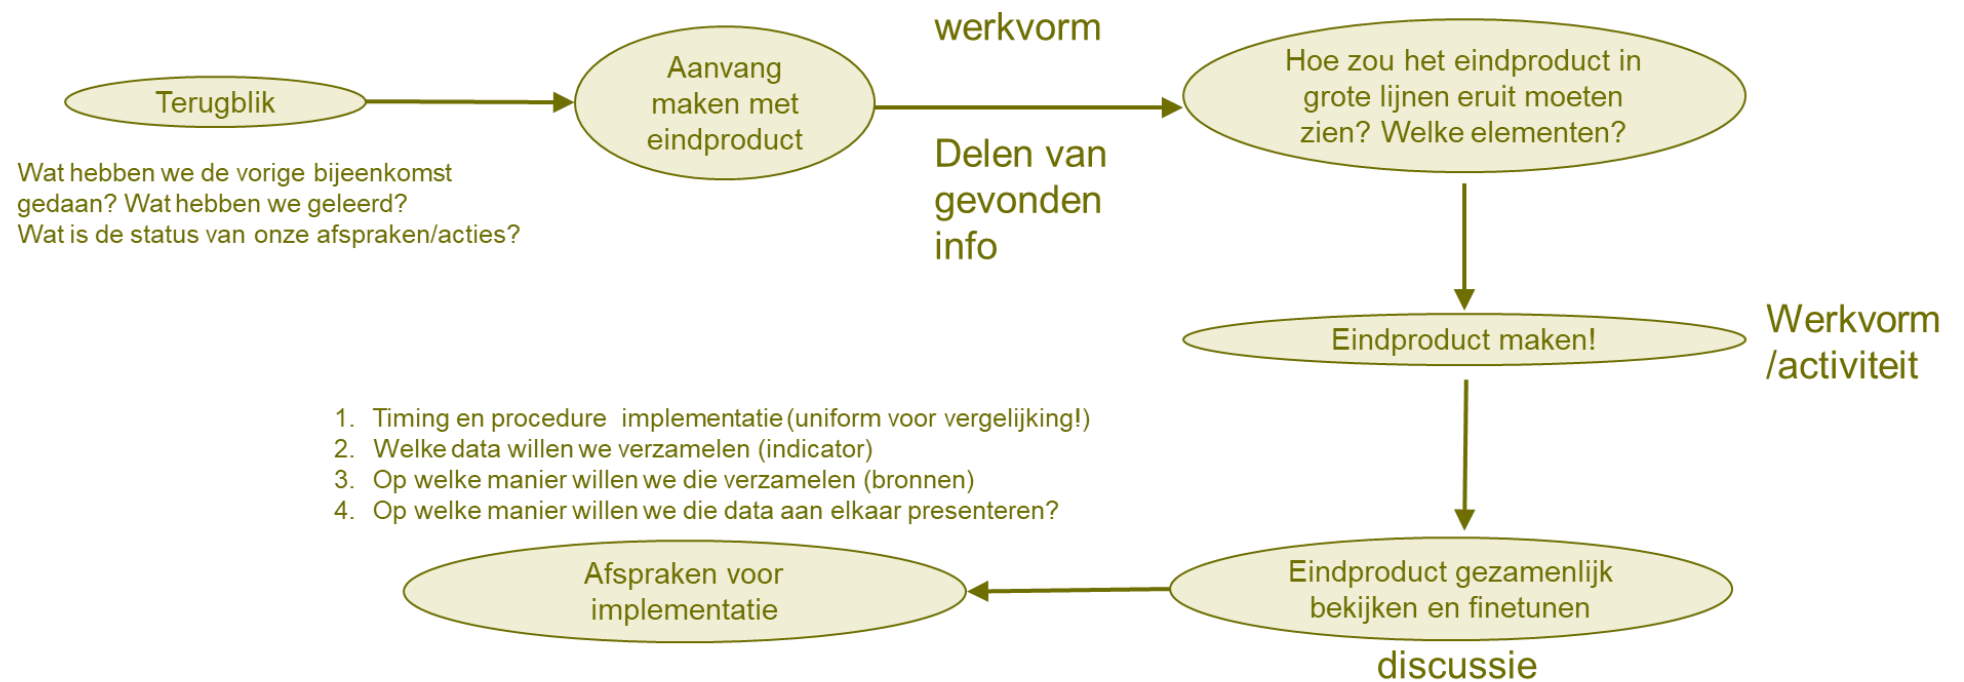 Terugblik
Wat hebben we de vorige bijeenkomst
gedaan? Wat hebben we geleerd?
Wat is de status van onze afspraken/acties?
Aanvang
maken met
eindproduct
werkvorm
Delen van
gevonden
info
Hoe zou het eindproduct in
grote lijnen eruit moeten
zien? Welke elementen?
Eindproduct maken!
Werkvorm
/activiteit
Eindproduct gezamenlijk
bekijken en finetunen
discussie
1. Timing en procedure implementatie (uniform voor vergelijking!)
2. Welke data willen we verzamelen (indicator)
3. Op welke manier willen we die verzamelen (bronnen)
4. Op welke manier willen we die data aan elkaar presenteren?
Afspraken voor
implementatie